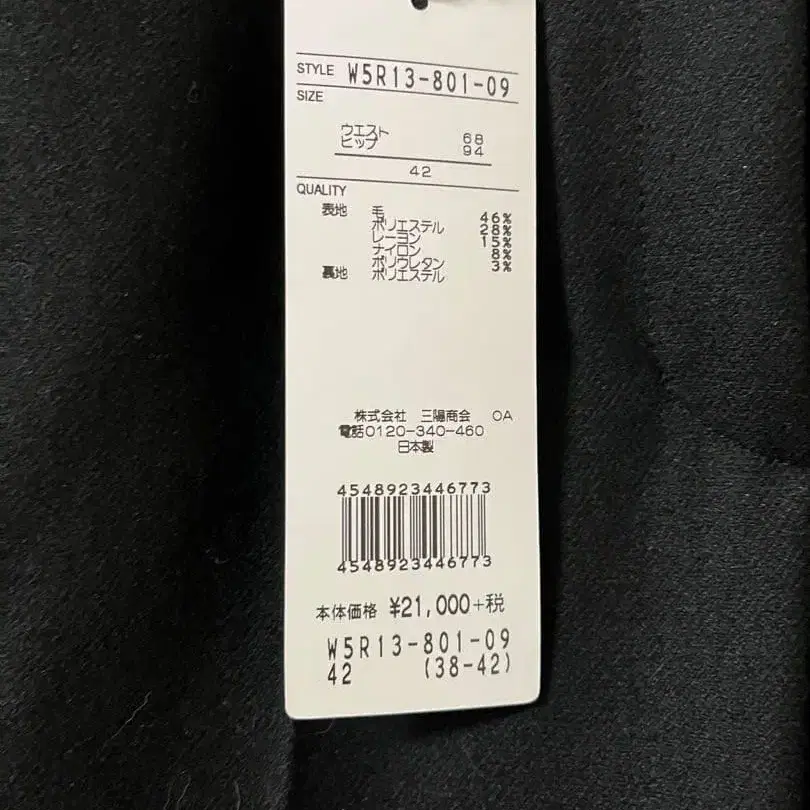 STYLE W5R13-801-09
SIZE
ウエスト 68
ヒップ 94
42
QUALITY
表地 毛 46%
ポリエステル 28%
レーヨン 15%
ナイロン 8%
ポリウレタン 3%
裏地 ポリエステル
株式会社 三陽商会 OA
電話0120-340-460
日本製
4548923446773
4548923446773
本体価格 ¥21,000+税
W5R13-801-09
42 (38-42)